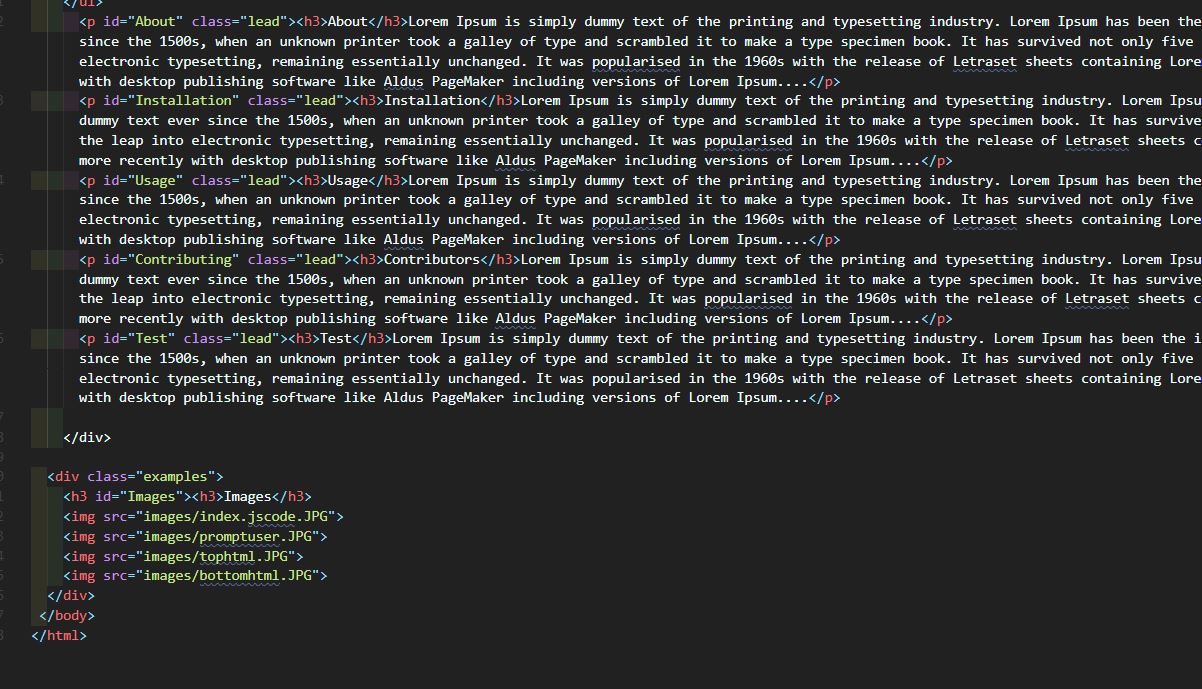 </ul>
<p id="About" class="lead"><h3>About</h3>Lorem Ipsum is simply dummy text of the printing and typesetting industry. Lorem Ipsum has been the
since the 1500s, when an unknown printer took a galley of type and scrambled it to make a type specimen book. It has survived not only five
electronic typesetting, remaining essentially unchanged. It was popularised in the 1960s with the release of Letraset sheets containing Lore
with desktop publishing software like Aldus PageMaker including versions of Lorem Ipsum....</p>
<p id="Installation" class="lead"><h3>Installation</h3>Lorem Ipsum is simply dummy text of the printing and typesetting industry. Lorem Ipsu
dummy text ever since the 1500s, when an unknown printer took a galley of type and scrambled it to make a type specimen book. It has survive
the leap into electronic typesetting, remaining essentially unchanged. It was popularised in the 1960s with the release of Letraset sheets c
more recently with desktop publishing software like Aldus PageMaker including versions of Lorem Ipsum....</p>
<p id="Usage" class="lead"><h3>Usage</h3>Lorem Ipsum is simply dummy text of the printing and typesetting industry. Lorem Ipsum has been the
since the 1500s, when an unknown printer took a galley of type and scrambled it to make a type specimen book. It has survived not only five
electronic typesetting, remaining essentially unchanged. It was popularised in the 1960s with the release of Letraset sheets containing Lore
with desktop publishing software like Aldus PageMaker including versions of Lorem Ipsum....</p>
<p id="Contributing" class="lead"><h3>Contributors</h3>Lorem Ipsum is simply dummy text of the printing and typesetting industry. Lorem Ipsu
dummy text ever since the 1500s, when an unknown printer took a galley of type and scrambled it to make a type specimen book. It has survive
the leap into electronic typesetting, remaining essentially unchanged. It was popularised in the 1960s with the release of Letraset sheets c
more recently with desktop publishing software like Aldus PageMaker including versions of Lorem Ipsum....</p>
<p id="Test" class="lead"><h3>Test</h3>Lorem Ipsum is simply dummy text of the printing and typesetting industry. Lorem Ipsum has been the i
since the 1500s, when an unknown printer took a galley of type and scrambled it to make a type specimen book. It has survived not only five
electronic typesetting, remaining essentially unchanged. It was popularised in the 1960s with the release of Letraset sheets containing Lore
with desktop publishing software like Aldus PageMaker including versions of Lorem Ipsum....</p>
</div>
<div class="examples">
<h3 id="Images"><h3>Images</h3>
<img src="images/index.jscode.JPG">
<img src="images/promptuser.JPG">
<img src="images/tophtml.JPG">
<img src="images/bottomhtml.JPG">
</div>
</body>
</html>